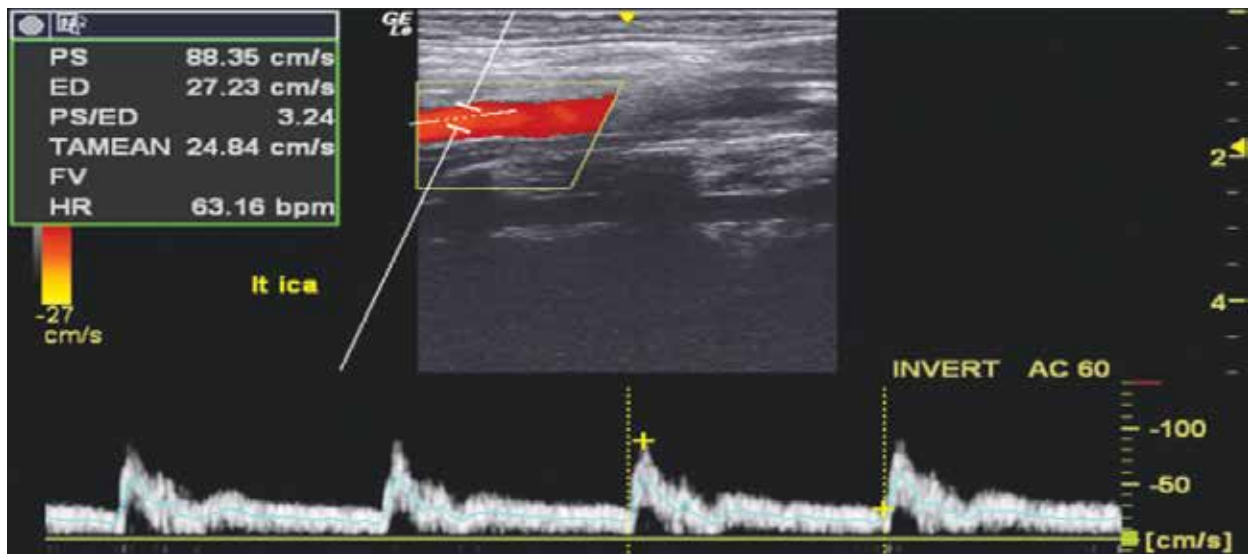 PS 88.35 cm/s
ED 27.23 cm/s
PS/ED 3.24
TAMEAN 24.84 cm/s
FV
HR 63.16 bpm
GE
L
-27
cm/s
lt ica
2
4
INVERT AC 60
-100
-50
[cm/s]